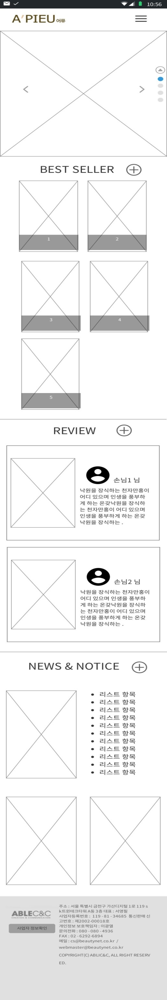 10:56
A'PIEU 어퓨
BEST SELLER
1
2
3
4
5
REVIEW
손님1 님
낙원을 장식하는 천자만홍이
어디 있으며 인생을 풍부하
게 하는 온갖낙원을 장식하
는 천자만홍이 어디 있으며
인생을 풍부하게 하는 온갖
낙원을 장식하는 .
손님2 님
낙원을 장식하는 천자만홍이
어디 있으며 인생을 풍부하
게 하는 온갖낙원을 장식하
는 천자만홍이 어디 있으며
인생을 풍부하게 하는 온갖
낙원을 장식하는 .
NEWS & NOTICE
• 리스트 항목
• 리스트 항목
• 리스트 항목
• 리스트 항목
• 리스트 항목
• 리스트 항목
• 리스트 항목
• 리스트 항목
• 리스트 항목
• 리스트 항목
• 리스트 항목
ABLEC&C
CREATION & COMMUNICATION
사업자 정보확인
주소 : 서울 특별시 금천구 가산디지털 1로 119 s
k트윈테크타워 A동 3층 대표 : 서영필
사업자등록번호 : 119 - 81 - 34685 통신판매 신
고번호 : 제2002-00018호
개인정보 보호책임자 : 이광열
문의전화 : 080 - 080 - 4936
FAX : 02 - 6292-6894
메일 : cs@beautynet.co.kr /
webmaster@beautynet.co.kr
COPYRIGHT(C) ABLIC&C, ALL RIGHT RESERV
ED.